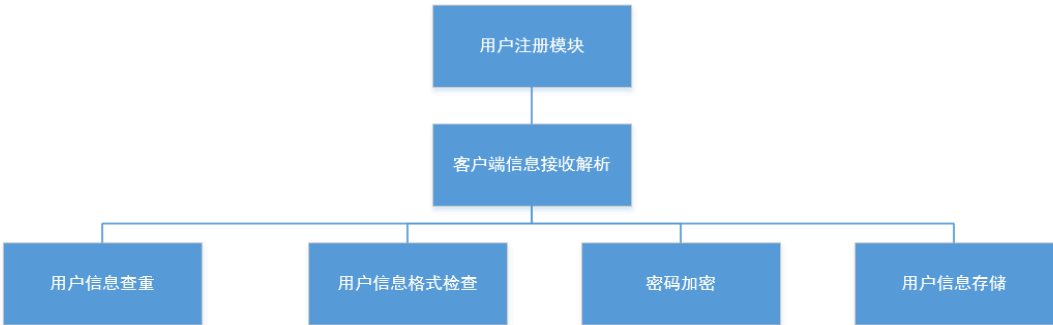 用户注册模块
客户端信息接收解析
用户信息查重
用户信息格式检查
密码加密
用户信息存储